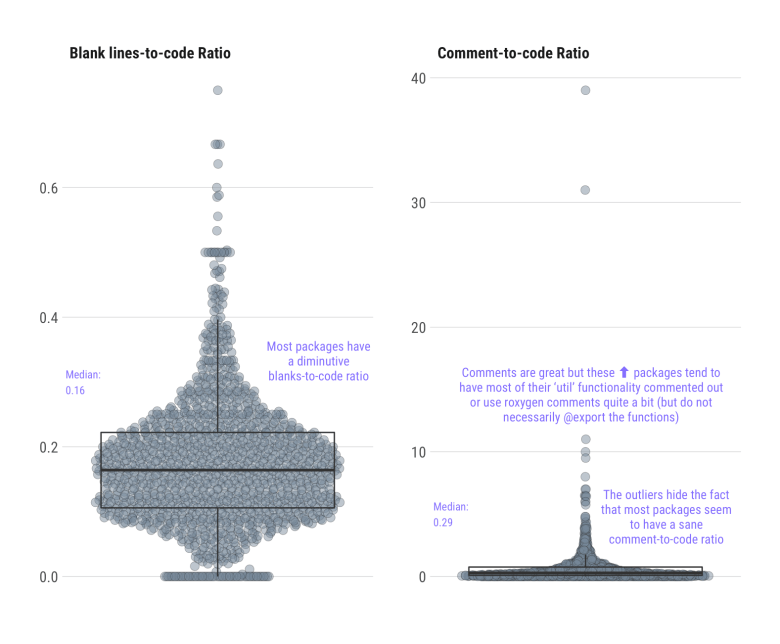 Blank lines-to-code Ratio
0.6
0.4
0.2
0.0
Median:
0.16
Most packages have
a diminutive
blanks-to-code ratio
Comment-to-code Ratio
40
30
20
10
0
Comments are great but these ⬆ packages tend to
have most of their 'util' functionality commented out
or use roxygen comments quite a bit (but do not
necessarily @export the functions)
Median:
0.29
The outliers hide the fact
that most packages seem
to have a sane
comment-to-code ratio